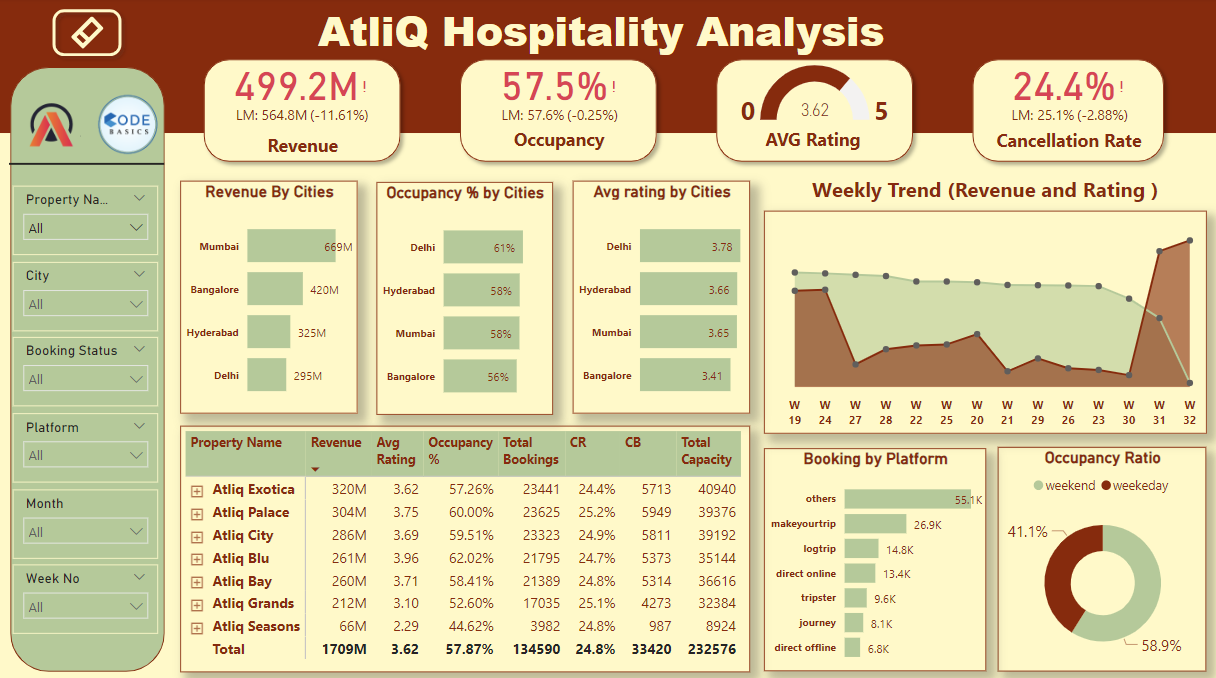 AtliQ Hospitality Analysis
499.2M!
LM: 564.8M (-11.61%)
Revenue
57.5%!
LM: 57.6% (-0.25%)
Occupancy
0 3.62 5
AVG Rating
24.4%!
LM: 25.1% (-2.88%)
Cancellation Rate
CODE
BASICS
Property Na...
All
City
All
Booking Status
All
Platform
All
Month
All
Week No
All
Revenue By Cities
Mumbai 669M
Bangalore 420M
Hyderabad 325M
Delhi 295M
Occupancy % by Cities
Delhi 61%
Hyderabad 58%
Mumbai 58%
Bangalore 56%
Avg rating by Cities
Delhi 3.78
Hyderabad 3.66
Mumbai 3.65
Bangalore 3.41
Weekly Trend (Revenue and Rating )
W W W W W W W W W W W W W W
19 24 27 28 22 25 20 21 29 26 23 30 31 32
Property Name Revenue Avg Occupancy Total CR CB Total
Rating % Bookings Capacity
Atliq Exotica 320M 3.62 57.26% 23441 24.4% 5713 40940
Atliq Palace 304M 3.75 60.00% 23625 25.2% 5949 39376
Atliq City 286M 3.69 59.51% 23323 24.9% 5811 39192
Atliq Blu 261M 3.96 62.02% 21795 24.7% 5373 35144
Atliq Bay 260M 3.71 58.41% 21389 24.8% 5314 36616
Atliq Grands 212M 3.10 52.60% 17035 25.1% 4273 32384
Atliq Seasons 66M 2.29 44.62% 3982 24.8% 987 8924
Total 1709M 3.62 57.87% 134590 24.8% 33420 232576
Booking by Platform
others 55.1K
makeyourtrip 26.9K
logtrip 14.8K
direct online 13.4K
tripster 9.6K
journey 8.1K
direct offline 6.8K
Occupancy Ratio
weekend weekeday
41.1%
58.9%